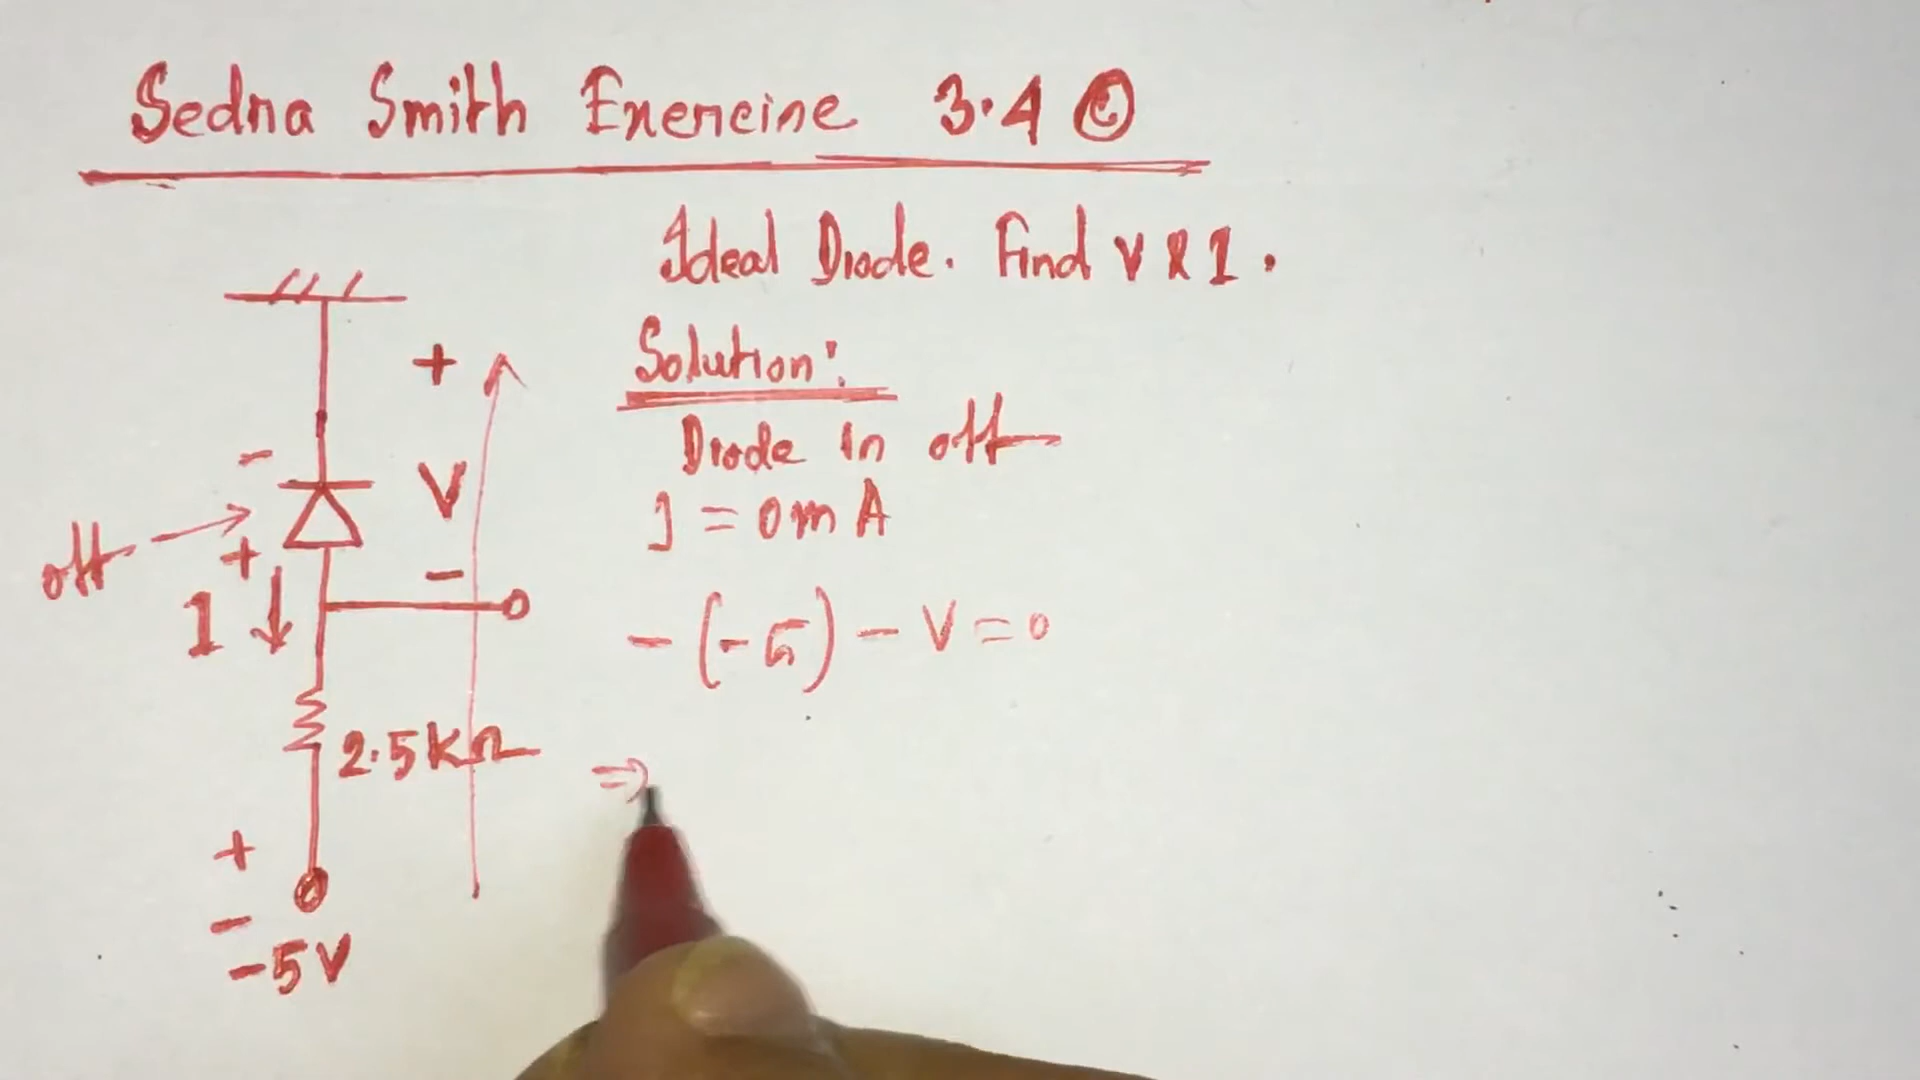 Sedra Smith Exercise 3.4 ©
Ideal Diode. Find V & I.
Solution:
Diode is off
I = 0 mA
- (-5) - V = 0
⇒
+
-
V
off
+
-
I
2.5 kΩ
+
-
-5V